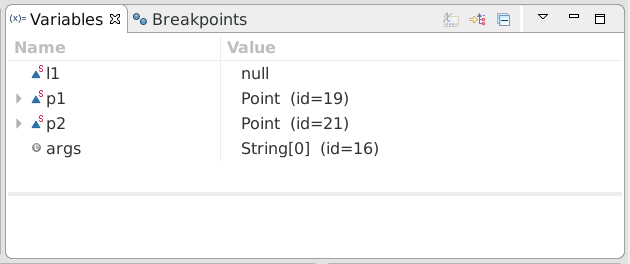 (x)= Variables Breakpoints
Name Value
S l1 null
S p1 Point (id=19)
S p2 Point (id=21)
args String[0] (id=16)